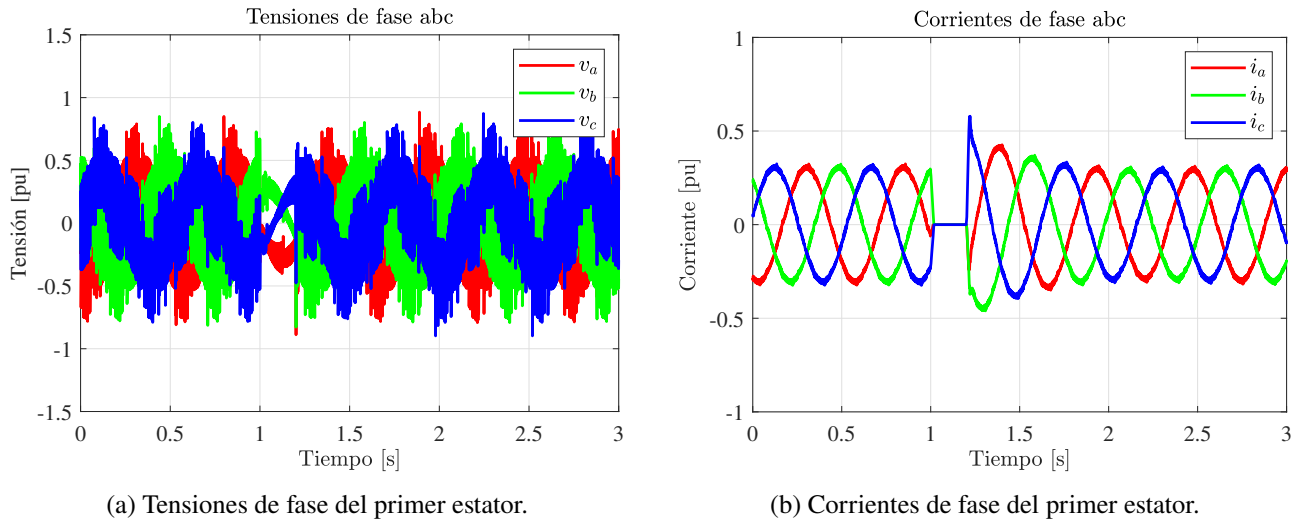 Tensiones de fase abc
1.5
1
0.5
0
-0.5
-1
-1.5
Tensión [pu]
v_a
v_b
v_c
0 0.5 1 1.5 2 2.5 3
Tiempo [s]
(a) Tensiones de fase del primer estator.
Corrientes de fase abc
1
0.5
0
-0.5
-1
Corriente [pu]
i_a
i_b
i_c
0 0.5 1 1.5 2 2.5 3
Tiempo [s]
(b) Corrientes de fase del primer estator.